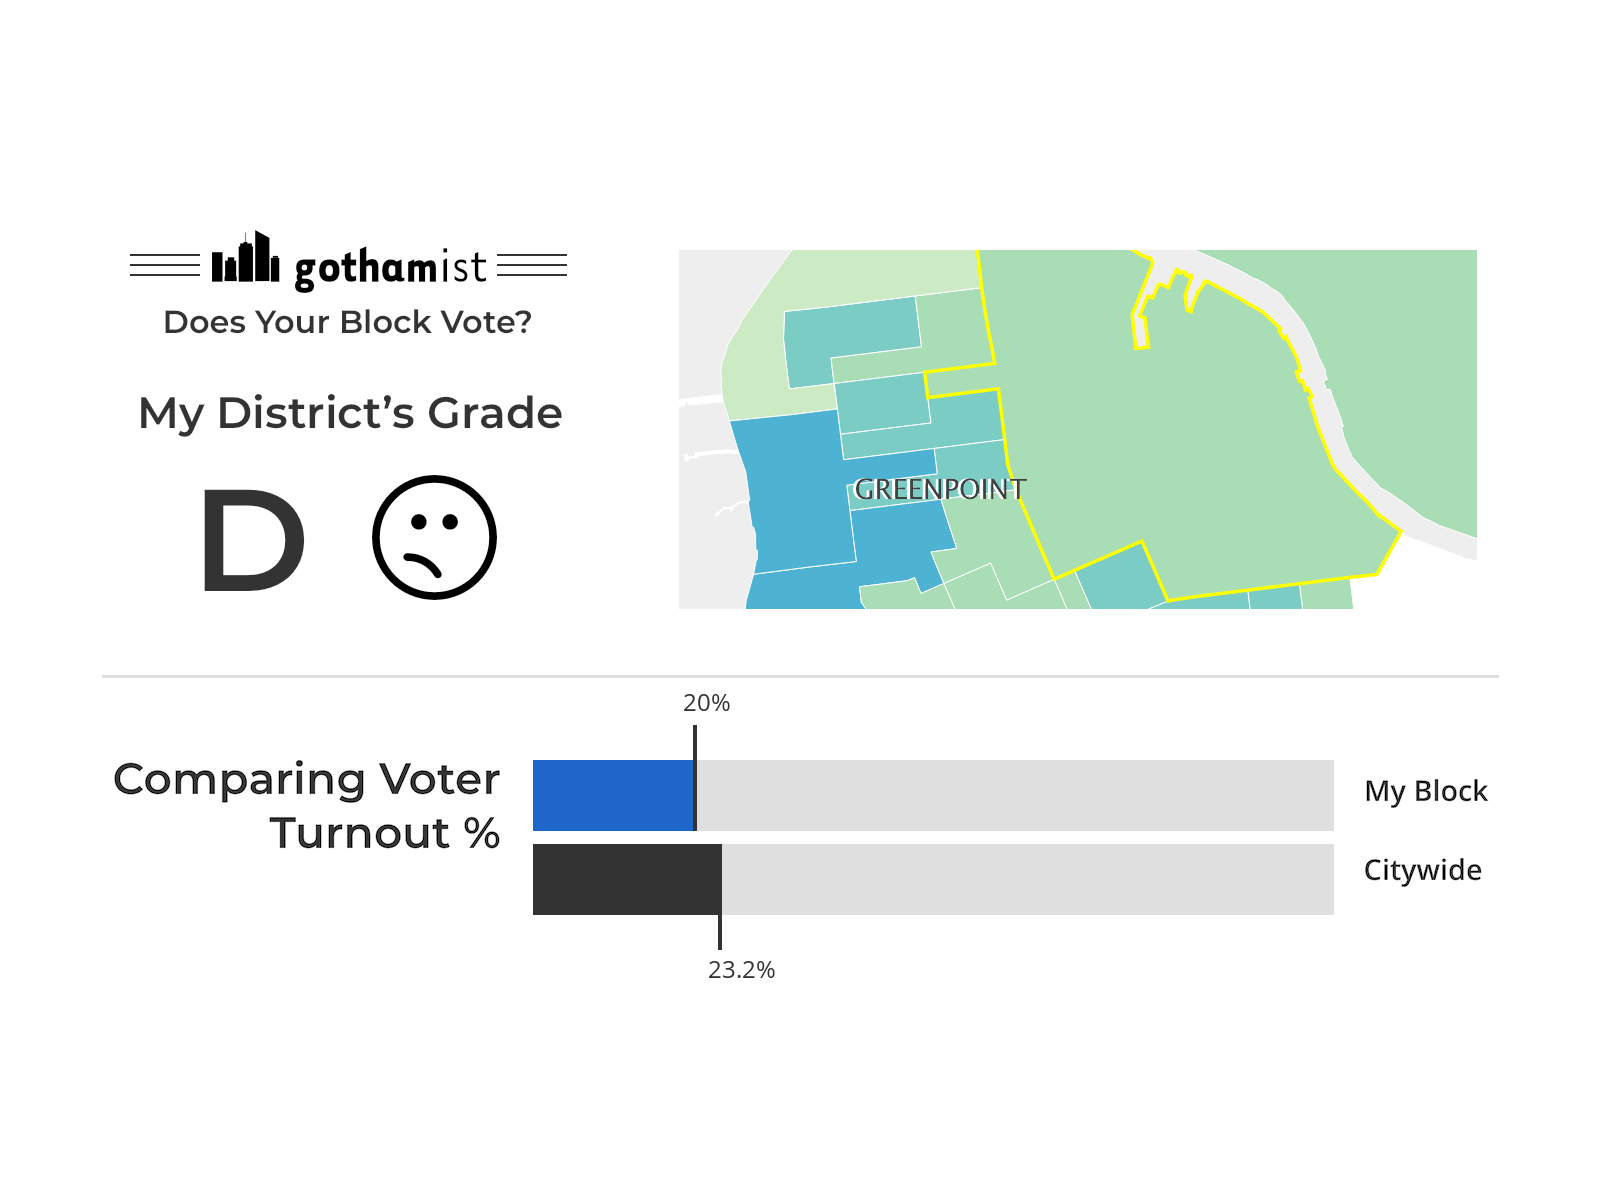 gothamist
Does Your Block Vote?
My District's Grade
D
GREENPOINT
20%
Comparing Voter
Turnout %
My Block
Citywide
23.2%